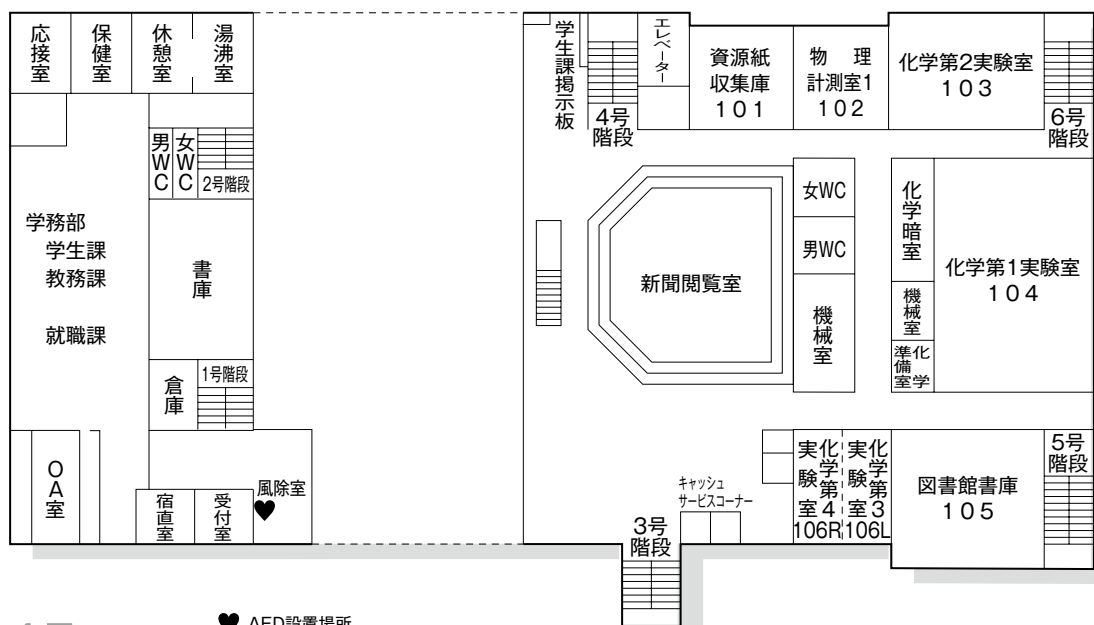 応接室
保健室
休憩室
湯沸室
男WC
女WC
2号階段
学務部
学生課
教務課
就職課
書庫
倉庫
1号階段
OA室
宿直室
受付室
風除室
学生課掲示板
エレベーター
4号
階段
資源紙
収集庫
101
物 理
計測室1
102
化学第2実験室
103
6号
階段
新聞閲覧室
女WC
男WC
機械室
化学暗室
機械室
化学
準備室
化学第1実験室
104
キャッシュ
サービスコーナー
3号
階段
化学第4
実験室
106R
化学第3
実験室
106L
図書館書庫
105
5号
階段
AED設置場所